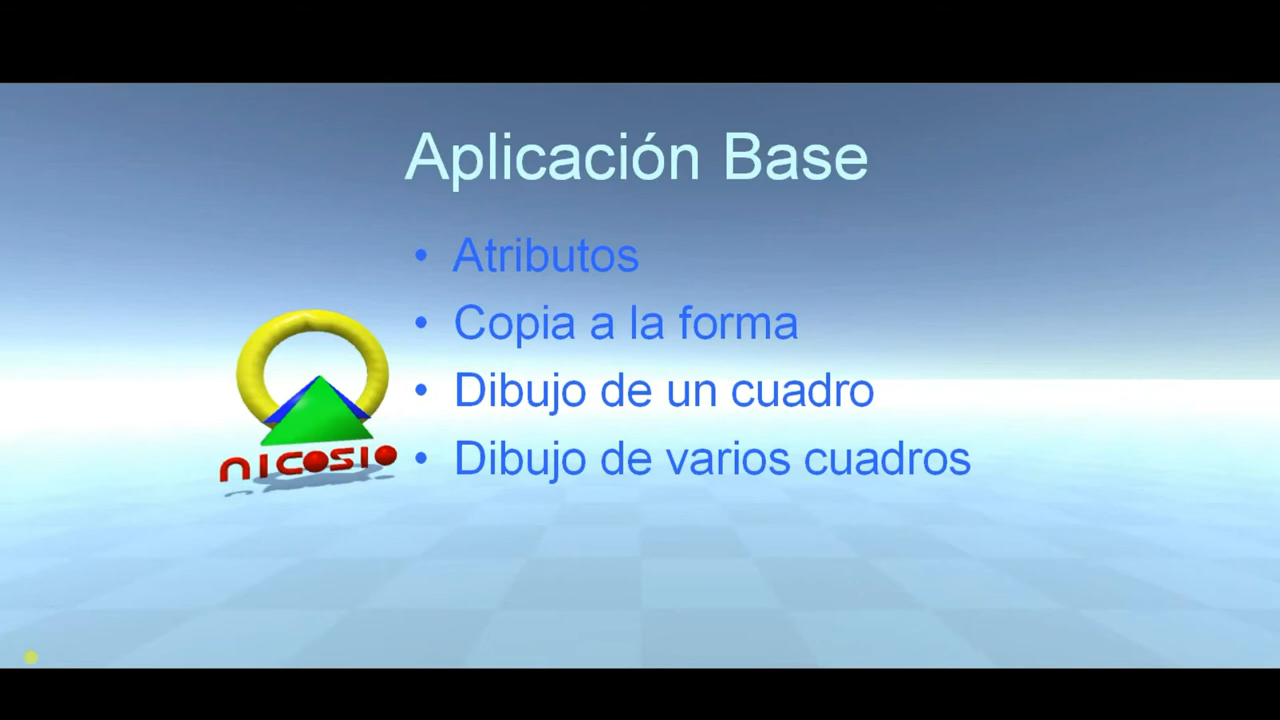 Aplicación Base
• Atributos
• Copia a la forma
• Dibujo de un cuadro
• Dibujo de varios cuadros
nicosio